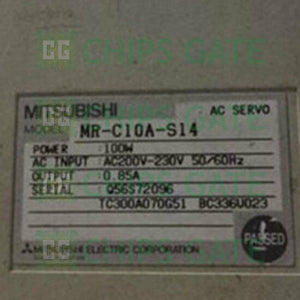 CG CHIPS GATE
MITSUBISHI AC SERVO
MODEL MR-C10A-S14
POWER : 100W
AC INPUT : AC200V-230V 50/60Hz
OUTPUT : 0.85A
SERIAL : Q56S72096
TC300A070G51 BC336U023
MITSUBISHI ELECTRIC CORPORATION
PASSED